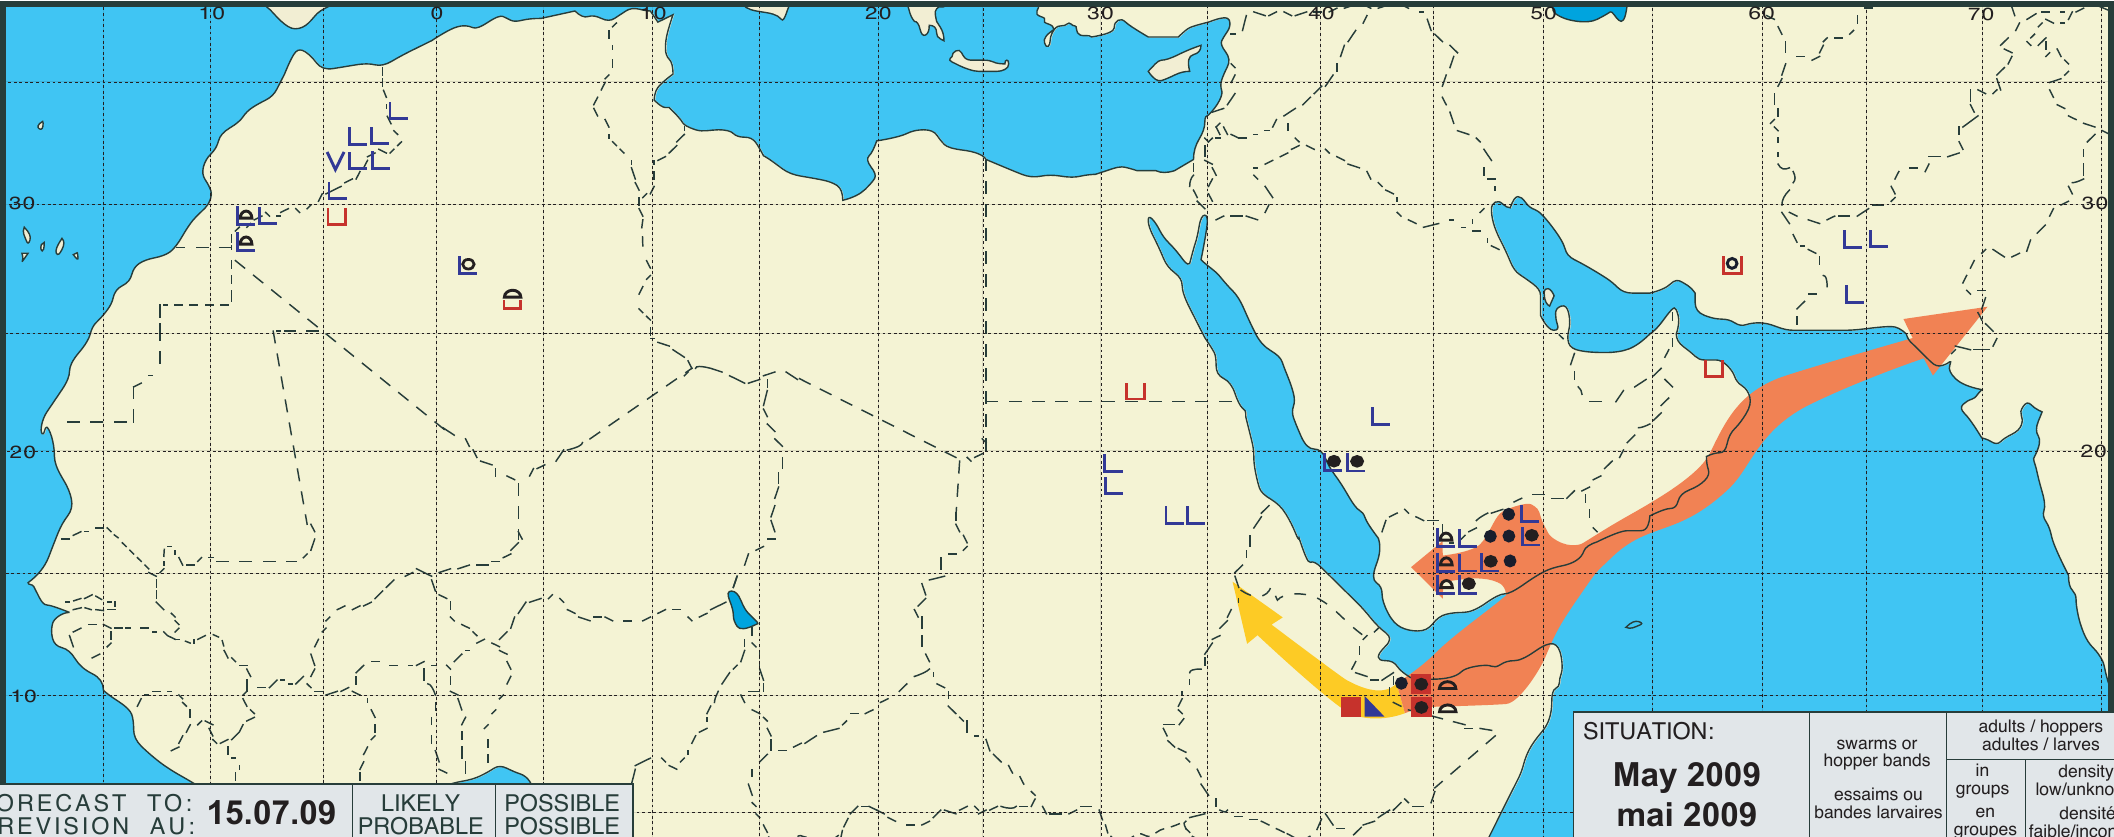 10 0 10 20 30 40 50 60 70
30 30
20 20
10
SITUATION:
May 2009
mai 2009
swarms or
hopper bands
essaims ou
bandes larvaires
adults / hoppers
adultes / larves
in
groups
en
groupes
density
low/unkno
densité
faible/incor
ORECAST TO:
REVISION AU:
15.07.09
LIKELY
PROBABLE
POSSIBLE
POSSIBLE